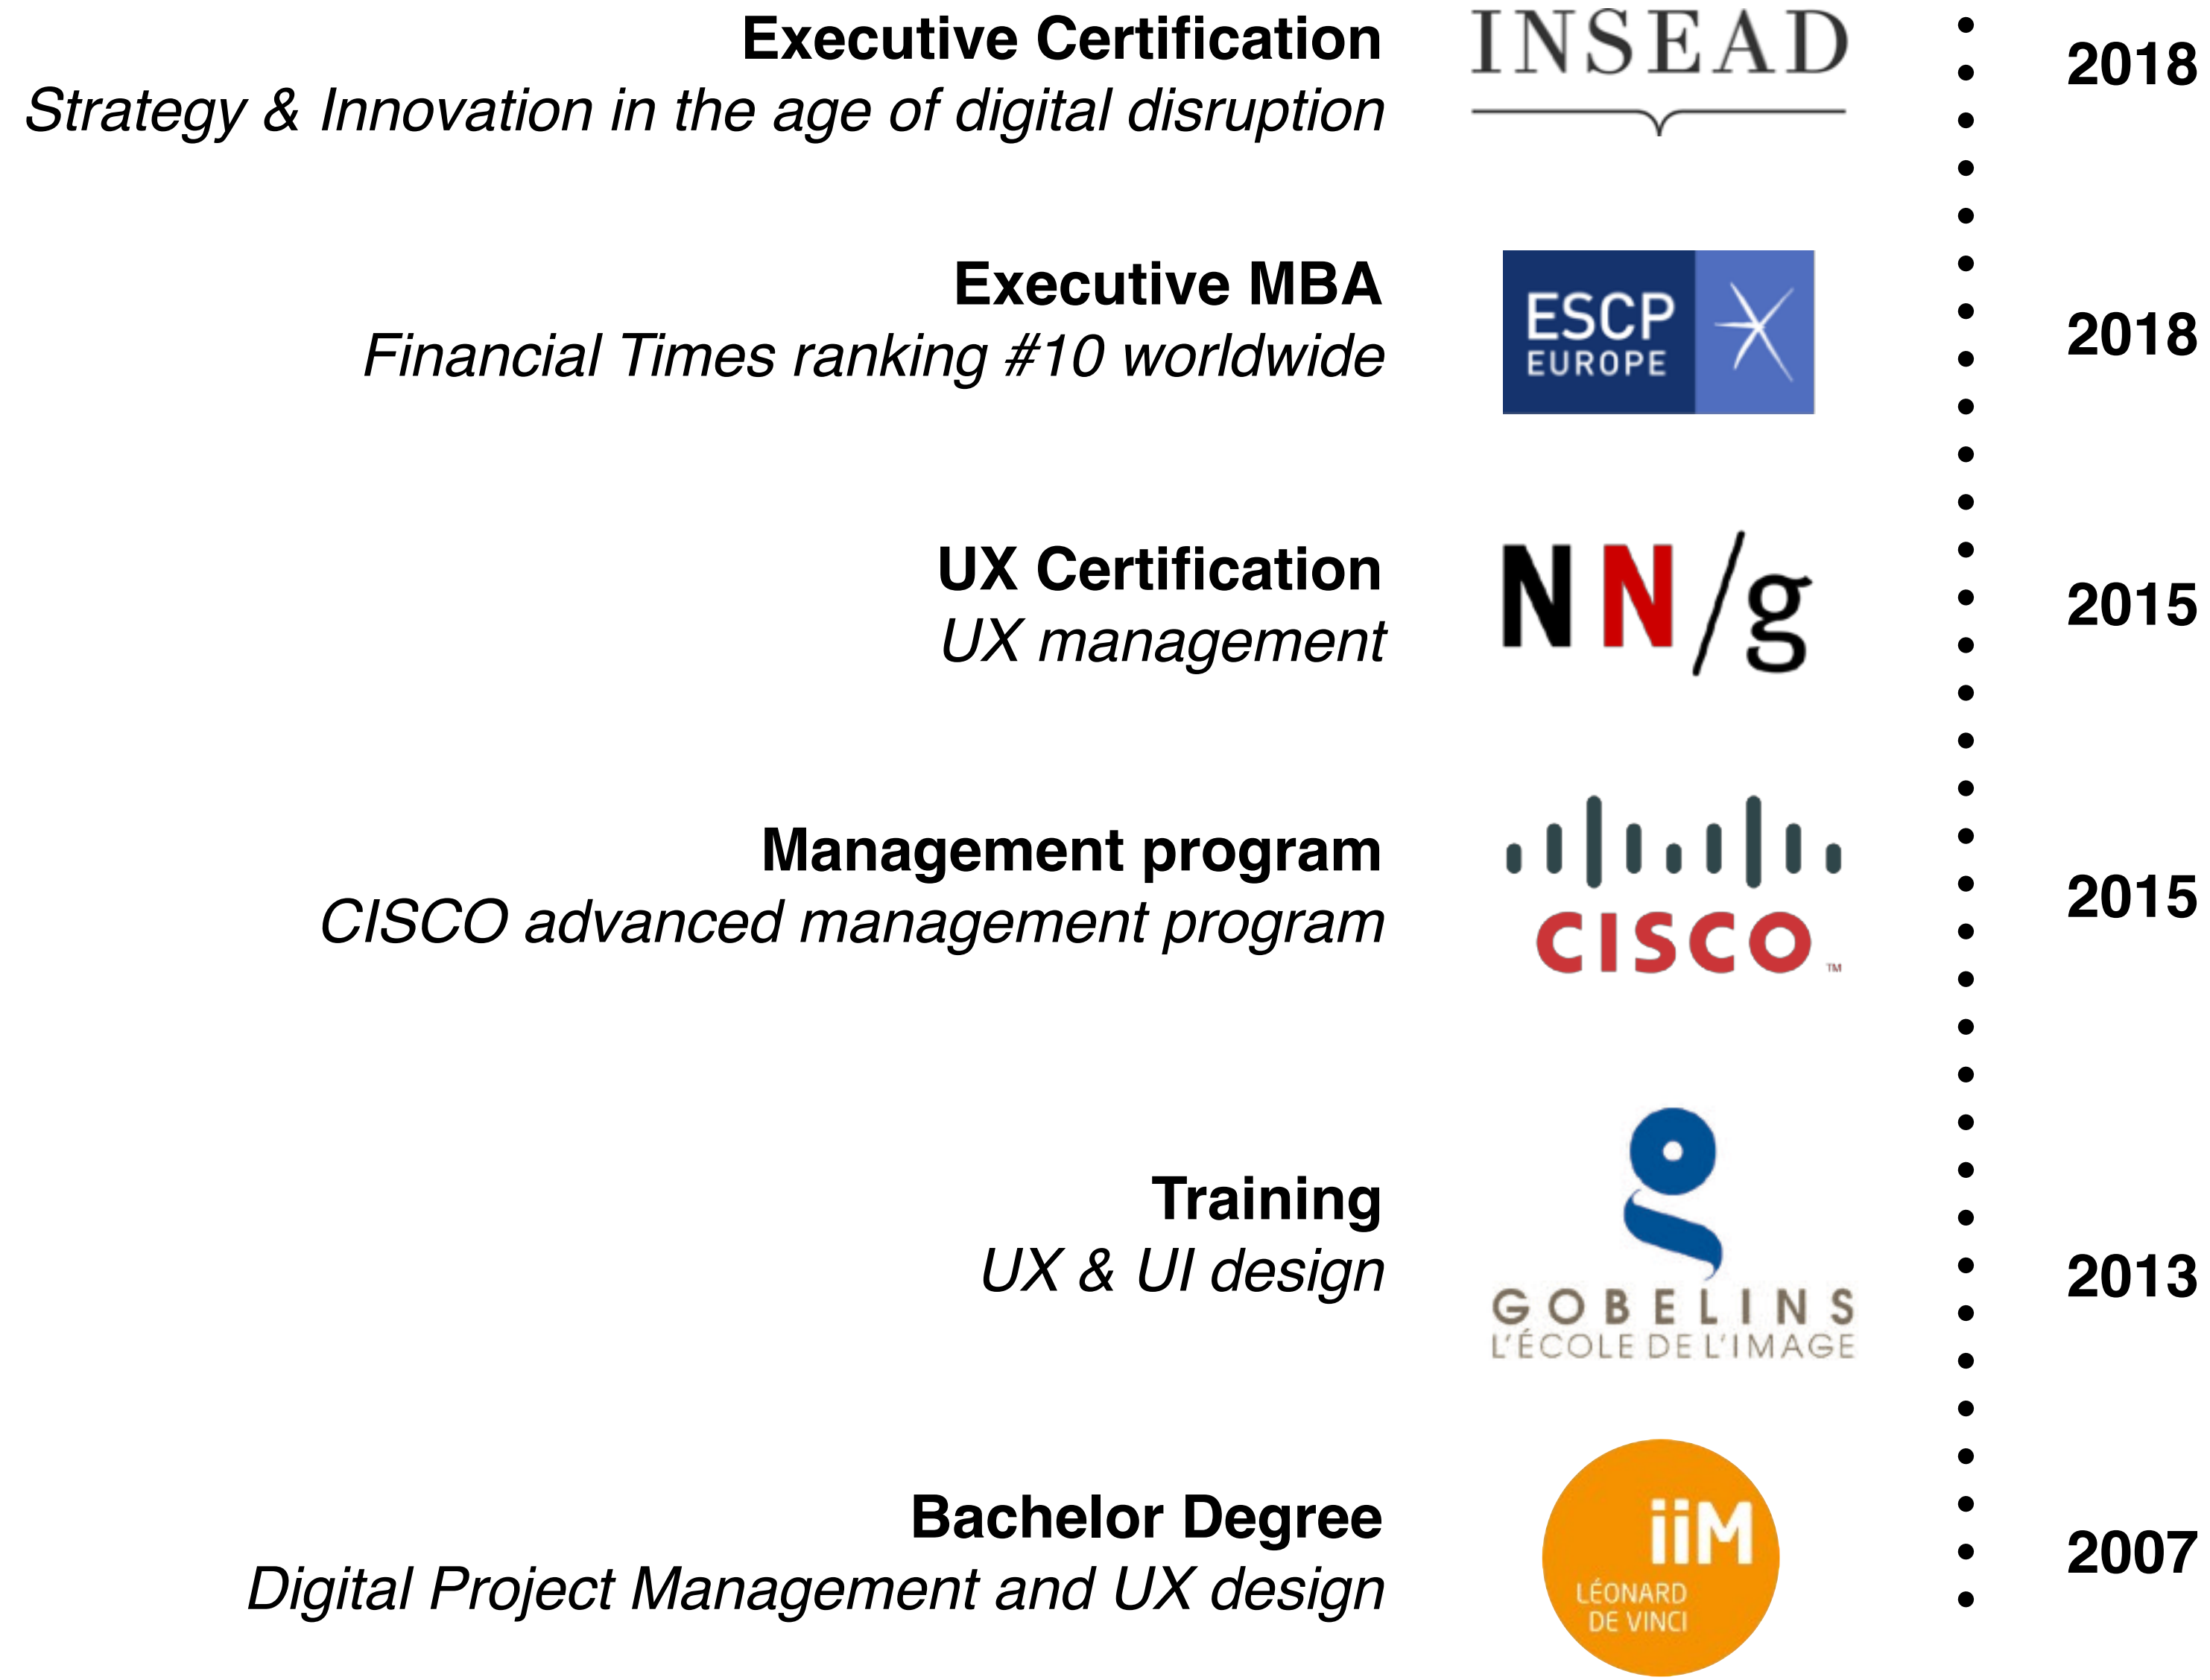 Executive Certification
Strategy & Innovation in the age of digital disruption
INSEAD
2018
Executive MBA
Financial Times ranking #10 worldwide
ESCP
EUROPE
2018
UX Certification
UX management
NN/g
2015
Management program
CISCO advanced management program
CISCO™
2015
Training
UX & UI design
GOBELINS
L'ÉCOLE DE L'IMAGE
2013
Bachelor Degree
Digital Project Management and UX design
iiM
LÉONARD
DE VINCI
2007